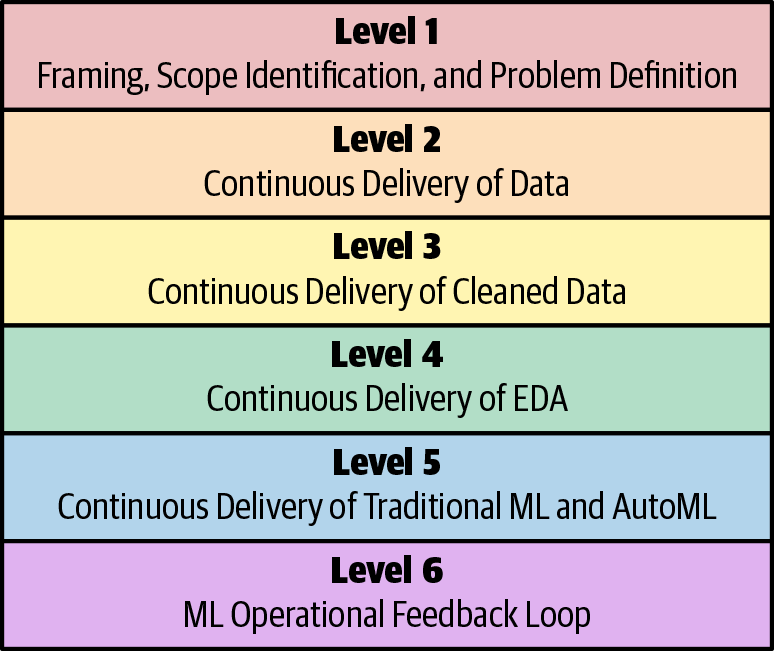 Level 1
Framing, Scope Identification, and Problem Definition
Level 2
Continuous Delivery of Data
Level 3
Continuous Delivery of Cleaned Data
Level 4
Continuous Delivery of EDA
Level 5
Continuous Delivery of Traditional ML and AutoML
Level 6
ML Operational Feedback Loop